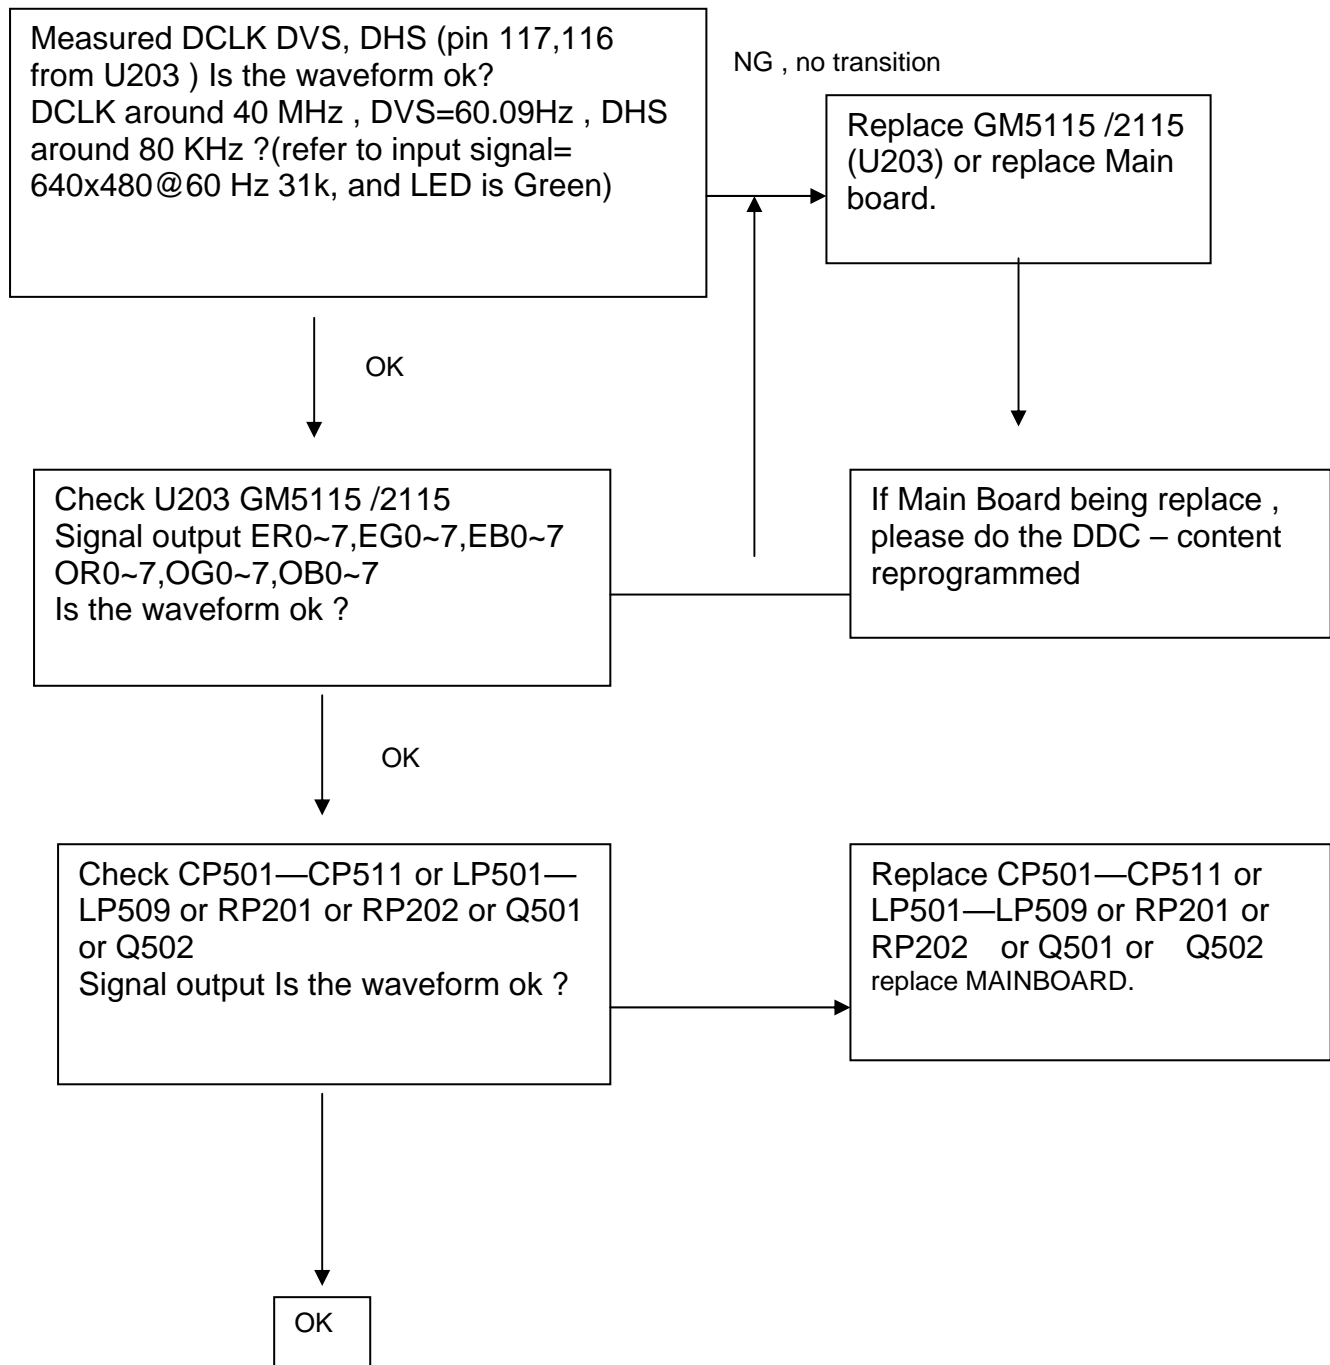 Measured DCLK DVS, DHS (pin 117,116
from U203 ) Is the waveform ok?
DCLK around 40 MHz , DVS=60.09Hz , DHS
around 80 KHz ?(refer to input signal=
640x480@60 Hz 31k, and LED is Green)
NG , no transition
Replace GM5115 /2115
(U203) or replace Main
board.
OK
Check U203 GM5115 /2115
Signal output ER0~7,EG0~7,EB0~7
OR0~7,OG0~7,OB0~7
Is the waveform ok ?
If Main Board being replace ,
please do the DDC – content
reprogrammed
OK
Check CP501—CP511 or LP501—
LP509 or RP201 or RP202 or Q501
or Q502
Signal output Is the waveform ok ?
Replace CP501—CP511 or
LP501—LP509 or RP201 or
RP202 or Q501 or Q502
replace MAINBOARD.
OK